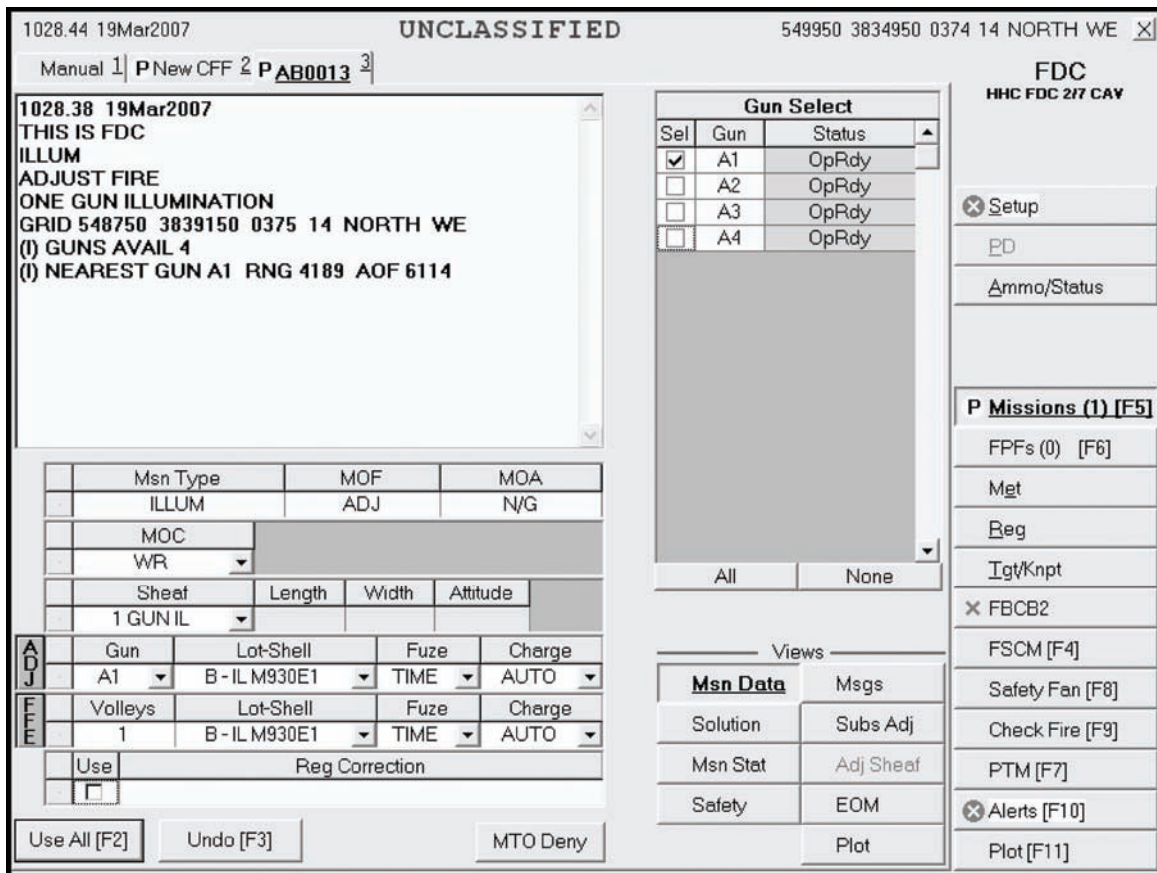 1028.44 19Mar2007 UNCLASSIFIED 549950 3834950 0374 14 NORTH WE X
Manual 1 P New CFF 2 P AB0013 3
FDC
HHC FDC 2/7 CAV
1028.38 19Mar2007
THIS IS FDC
ILLUM
ADJUST FIRE
ONE GUN ILLUMINATION
GRID 548750 3839150 0375 14 NORTH WE
(I) GUNS AVAIL 4
(I) NEAREST GUN A1 RNG 4189 AOF 6114
Gun Select
Sel Gun Status
A1 OpRdy
A2 OpRdy
A3 OpRdy
A4 OpRdy
All None
Setup
PD
Ammo/Status
P Missions (1) [F5]
FPFs (0) [F6]
Met
Reg
Tgt/Knpt
FBCB2
FSCM [F4]
Safety Fan [F8]
Check Fire [F9]
PTM [F7]
Alerts [F10]
Plot [F11]
Msn Type MOF MOA
ILLUM ADJ N/G
MOC
WR
Sheaf Length Width Attitude
1 GUN IL
ADJ
Gun Lot-Shell Fuze Charge
A1 B - IL M930E1 TIME AUTO
FFE
Volleys Lot-Shell Fuze Charge
1 B - IL M930E1 TIME AUTO
Use Reg Correction
Views
Msn Data Msgs
Solution Subs Adj
Msn Stat Adj Sheaf
Safety EOM
Plot
Use All [F2] Undo [F3] MTO Deny